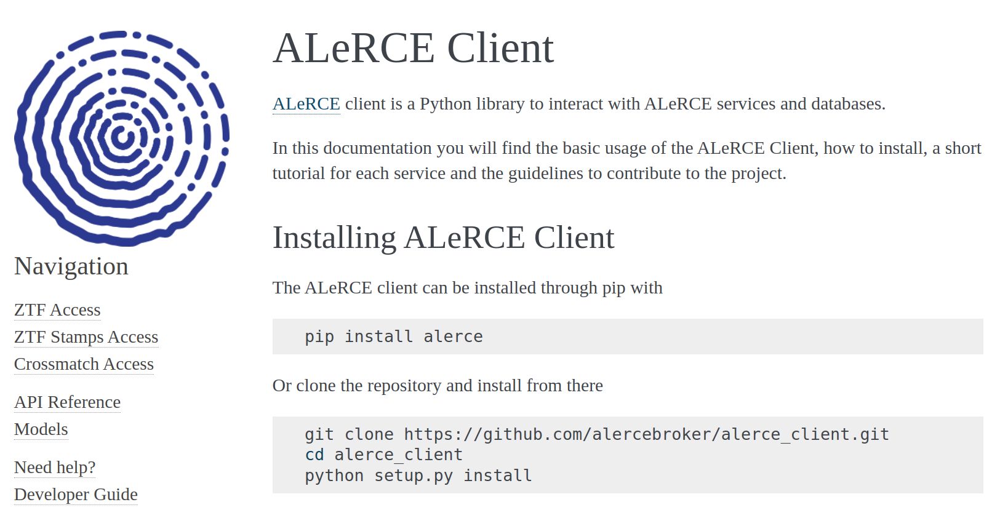 ALeRCE Client
ALeRCE client is a Python library to interact with ALeRCE services and databases.
In this documentation you will find the basic usage of the ALeRCE Client, how to install, a short
tutorial for each service and the guidelines to contribute to the project.
Installing ALeRCE Client
The ALeRCE client can be installed through pip with
pip install alerce
Or clone the repository and install from there
git clone https://github.com/alercebroker/alerce_client.git
cd alerce_client
python setup.py install
Navigation
ZTF Access
ZTF Stamps Access
Crossmatch Access
API Reference
Models
Need help?
Developer Guide